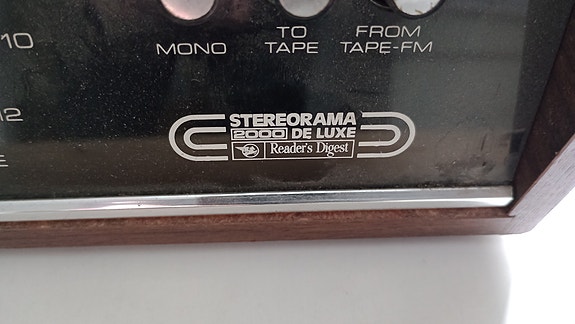 10
MONO
TO
TAPE
FROM
TAPE-FM
12
STEREORAMA
2000 DE LUXE
Reader's Digest
E